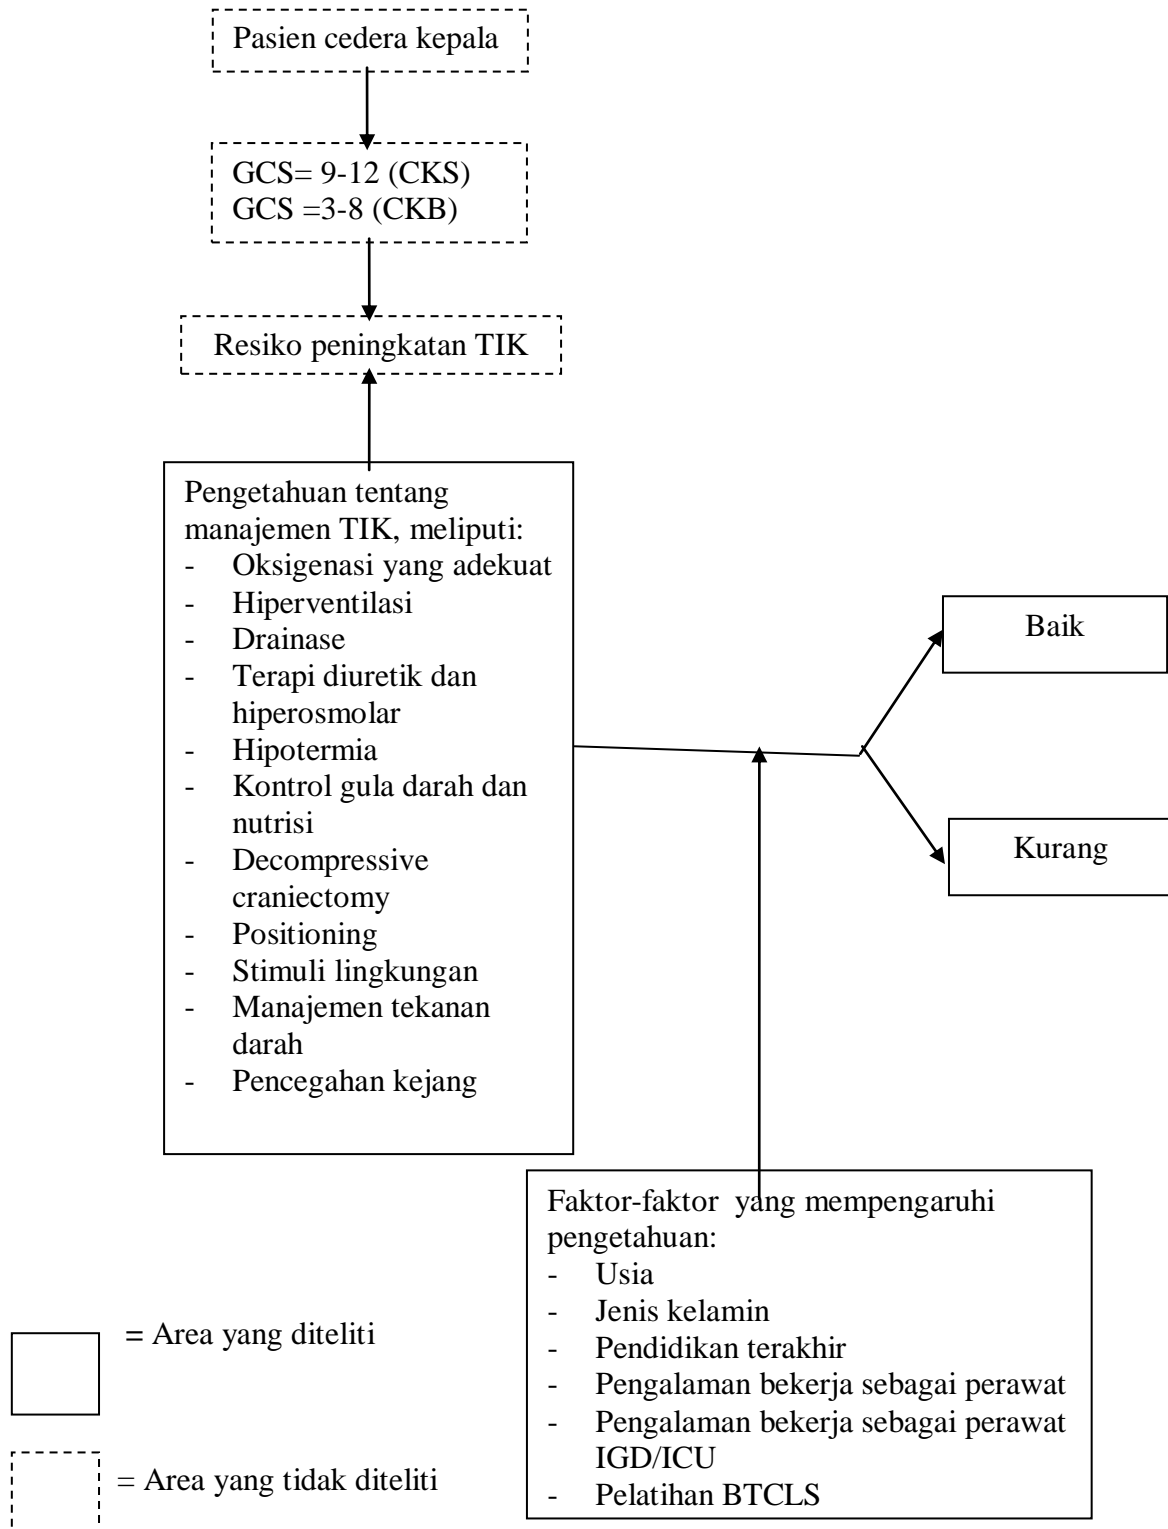 Pasien cedera kepala
GCS= 9-12 (CKS)
GCS =3-8 (CKB)
Resiko peningkatan TIK
Pengetahuan tentang
manajemen TIK, meliputi:
- Oksigenasi yang adekuat
- Hiperventilasi
- Drainase
- Terapi diuretik dan
hiperosmolar
- Hipotermia
- Kontrol gula darah dan
nutrisi
- Decompressive
craniectomy
- Positioning
- Stimuli lingkungan
- Manajemen tekanan
darah
- Pencegahan kejang
Baik
Kurang
Faktor-faktor yang mempengaruhi
pengetahuan:
- Usia
- Jenis kelamin
- Pendidikan terakhir
- Pengalaman bekerja sebagai perawat
- Pengalaman bekerja sebagai perawat
IGD/ICU
- Pelatihan BTCLS
= Area yang diteliti
= Area yang tidak diteliti